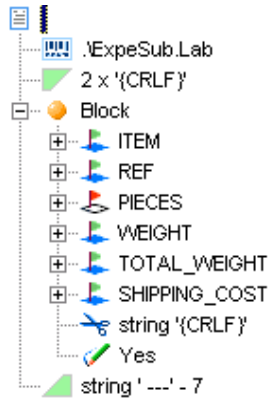 .\ExpeSub.Lab
2 x '{CRLF}'
Block
ITEM
REF
PIECES
WEIGHT
TOTAL_WEIGHT
SHIPPING_COST
string '{CRLF}'
Yes
string ' ---' - 7